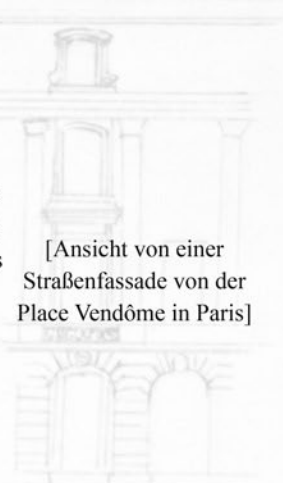 [Ansicht von einer
Straßenfassade von der
Place Vendôme in Paris]